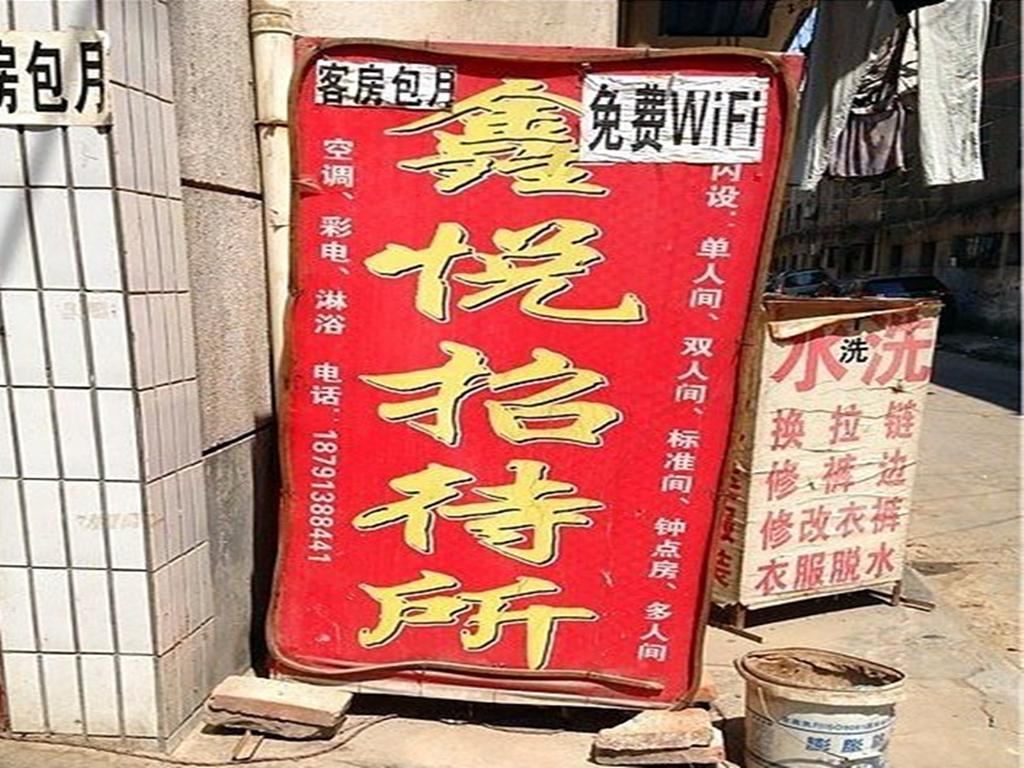 房包月
客房包月
免费WiFi
鑫悦招待所
内设：单人间、双人间、标准间、钟点房、多人间
空调、彩电、淋浴 电话：18791388441
水洗
洗
换拉链
修裤边
修改衣裤
衣服脱水